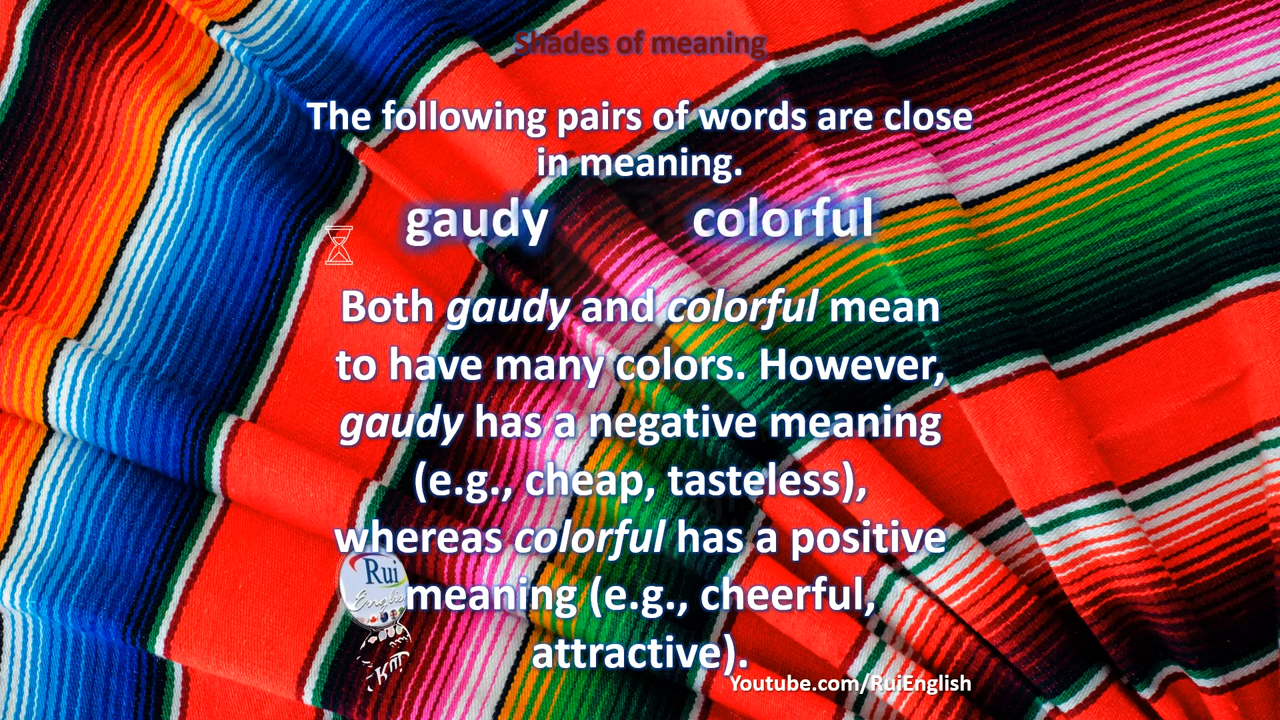 Shades of meaning
The following pairs of words are close
in meaning.
gaudy colorful
Both gaudy and colorful mean
to have many colors. However,
gaudy has a negative meaning
(e.g., cheap, tasteless),
whereas colorful has a positive
Rui
English
meaning (e.g., cheerful,
attractive).
Youtube.com/RuiEnglish